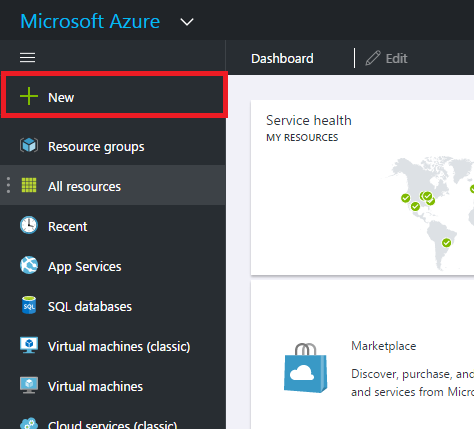 Microsoft Azure
New
Resource groups
All resources
Recent
App Services
SQL
SQL databases
Virtual machines (classic)
Virtual machines
Cloud services (classic)
Dashboard
Edit
Service health
MY RESOURCES
Marketplace
Discover, purchase, and
and services from Micro